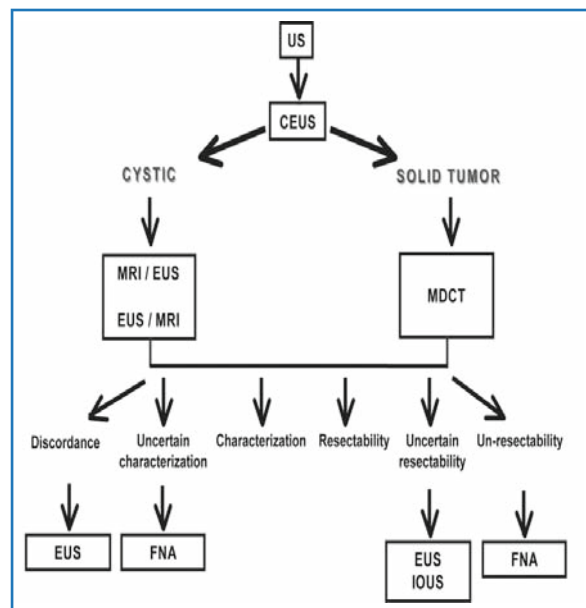 US
CEUS
CYSTIC
SOLID TUMOR
MRI / EUS
EUS / MRI
MDCT
Discordance
Uncertain
characterization
Characterization
Resectability
Uncertain
resectability
Un-resectability
EUS
FNA
EUS
IOUS
FNA